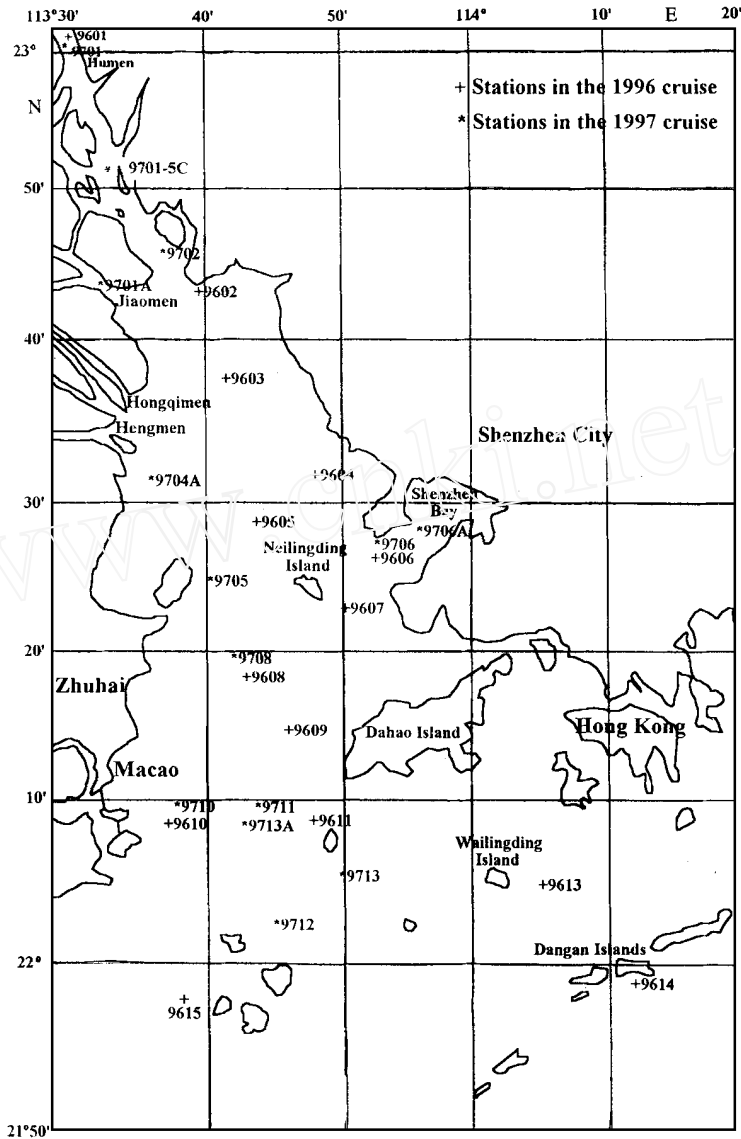 113°30' 40' 50' 114° 10' E 20'
+9601
23° *9701
Humen
N
+ Stations in the 1996 cruise
* Stations in the 1997 cruise
* 9701-5C
50'
*9702
*9701A
+9602
Jiaomen
40'
+9603
Hongqimen
Hengmen
Shenzhen City
*9704A
+9604
Shenzhen
Bay
30'
+9605
*9706A
Neilingding
Island
*9706
+9606
*9705
+9607
20'
*9708
+9608
Zhuhai
+9609
Dahao Island
Hong Kong
Macao
10'
*9710
*9711
+9610
*9713A
+9611
Wailingding
Island
*9713
+9613
*9712
Dangan Islands
22°
+9614
+
9615
21°50'
www.cnki.net